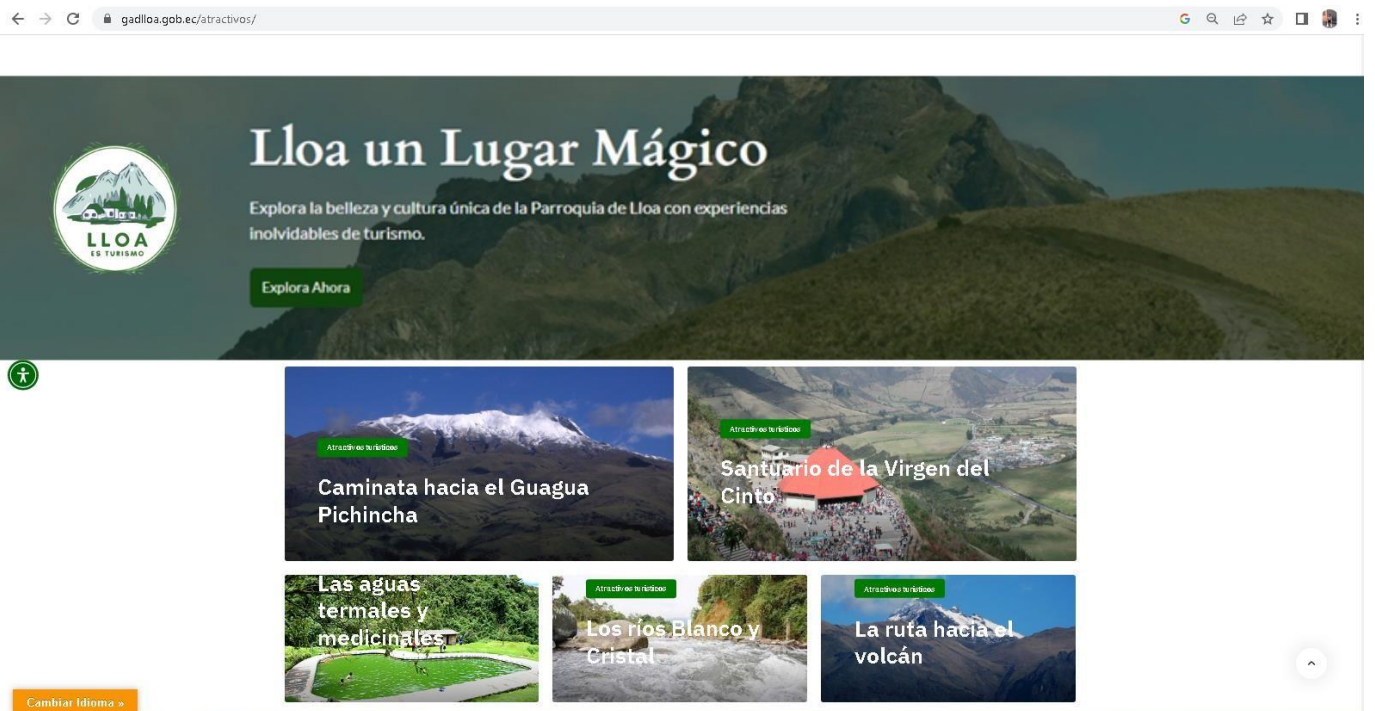 gadlloa.gob.ec/atractivos/
Lloa un Lugar Mágico
Explora la belleza y cultura única de la Parroquia de Lloa con experiencias
inolvidables de turismo.
LLOA
ES TURISMO
Explora Ahora
Atractivos turísticos
Caminata hacia el Guagua
Pichincha
Atractivos turísticos
Santuario de la Virgen del
Cinto
Las aguas
termales y
medicinales
Atractivos turísticos
Los ríos Blanco y
Cristal
Atractivos turísticos
La ruta hacia el
volcán
Cambiar Idioma »